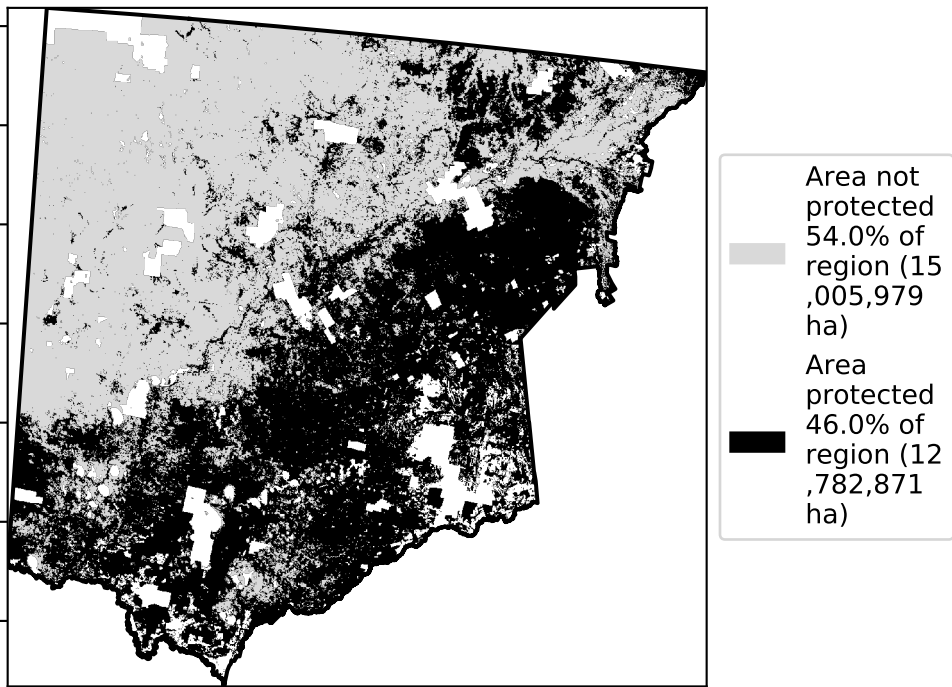 Area not
protected
54.0% of
region (15
,005,979
ha)
Area
protected
46.0% of
region (12
,782,871
ha)